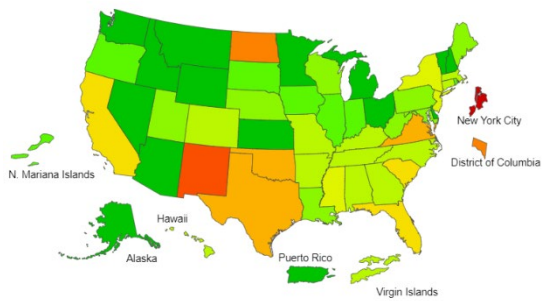 New York City
District of Columbia
N. Mariana Islands
Hawaii
Alaska
Puerto Rico
Virgin Islands